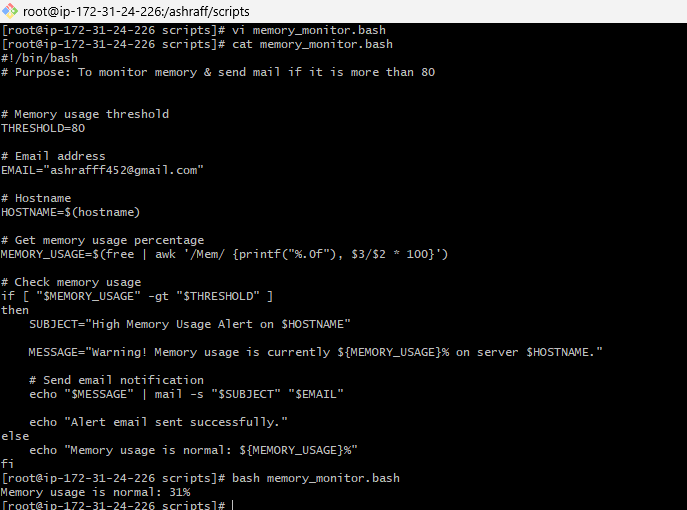 root@ip-172-31-24-226:/ashraff/scripts
[root@ip-172-31-24-226 scripts]# vi memory_monitor.bash
[root@ip-172-31-24-226 scripts]# cat memory_monitor.bash
#!/bin/bash
# Purpose: To monitor memory & send mail if it is more than 80
# Memory usage threshold
THRESHOLD=80
# Email address
EMAIL="ashrafff452@gmail.com"
# Hostname
HOSTNAME=$(hostname)
# Get memory usage percentage
MEMORY_USAGE=$(free | awk '/Mem/ {printf("%.0f"), $3/$2 * 100}')
# Check memory usage
if [ "$MEMORY_USAGE" -gt "$THRESHOLD" ]
then
    SUBJECT="High Memory Usage Alert on $HOSTNAME"
    MESSAGE="Warning! Memory usage is currently ${MEMORY_USAGE}% on server $HOSTNAME."
    # Send email notification
    echo "$MESSAGE" | mail -s "$SUBJECT" "$EMAIL"
    echo "Alert email sent successfully."
else
    echo "Memory usage is normal: ${MEMORY_USAGE}%"
fi
[root@ip-172-31-24-226 scripts]# bash memory_monitor.bash
Memory usage is normal: 31%
[root@ip-172-31-24-226 scripts]#